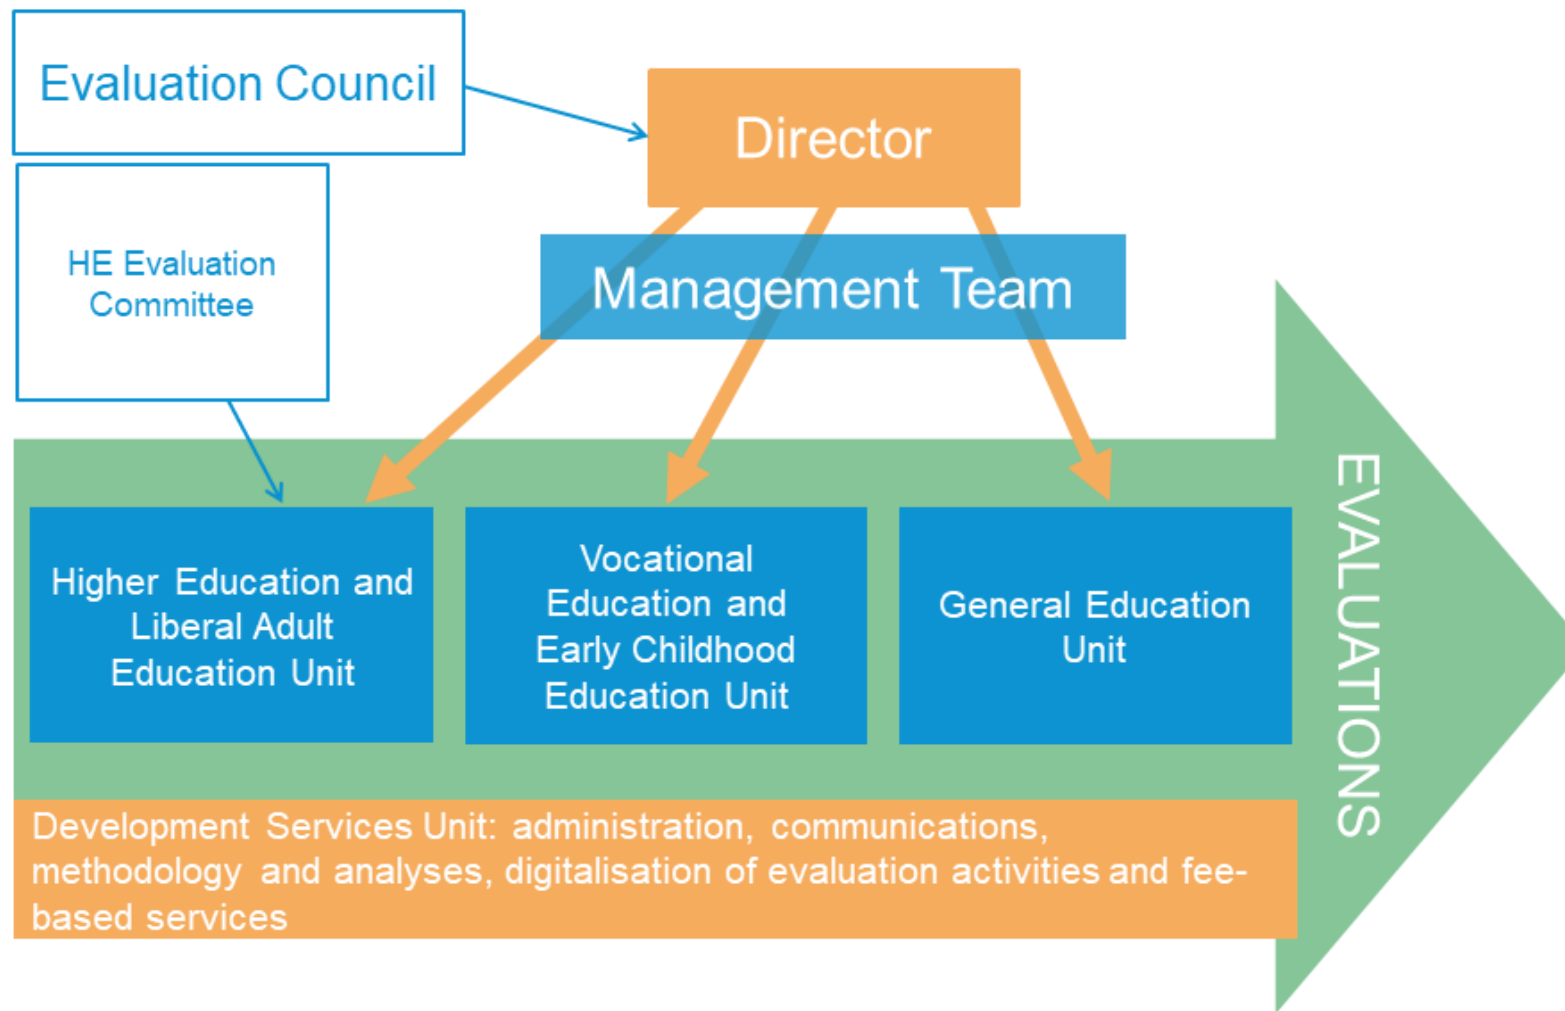 Evaluation Council
Director
HE Evaluation
Committee
Management Team
Higher Education and
Liberal Adult
Education Unit
Vocational
Education and
Early Childhood
Education Unit
General Education
Unit
EVALUATIONS
Development Services Unit: administration, communications,
methodology and analyses, digitalisation of evaluation activities and fee-
based services